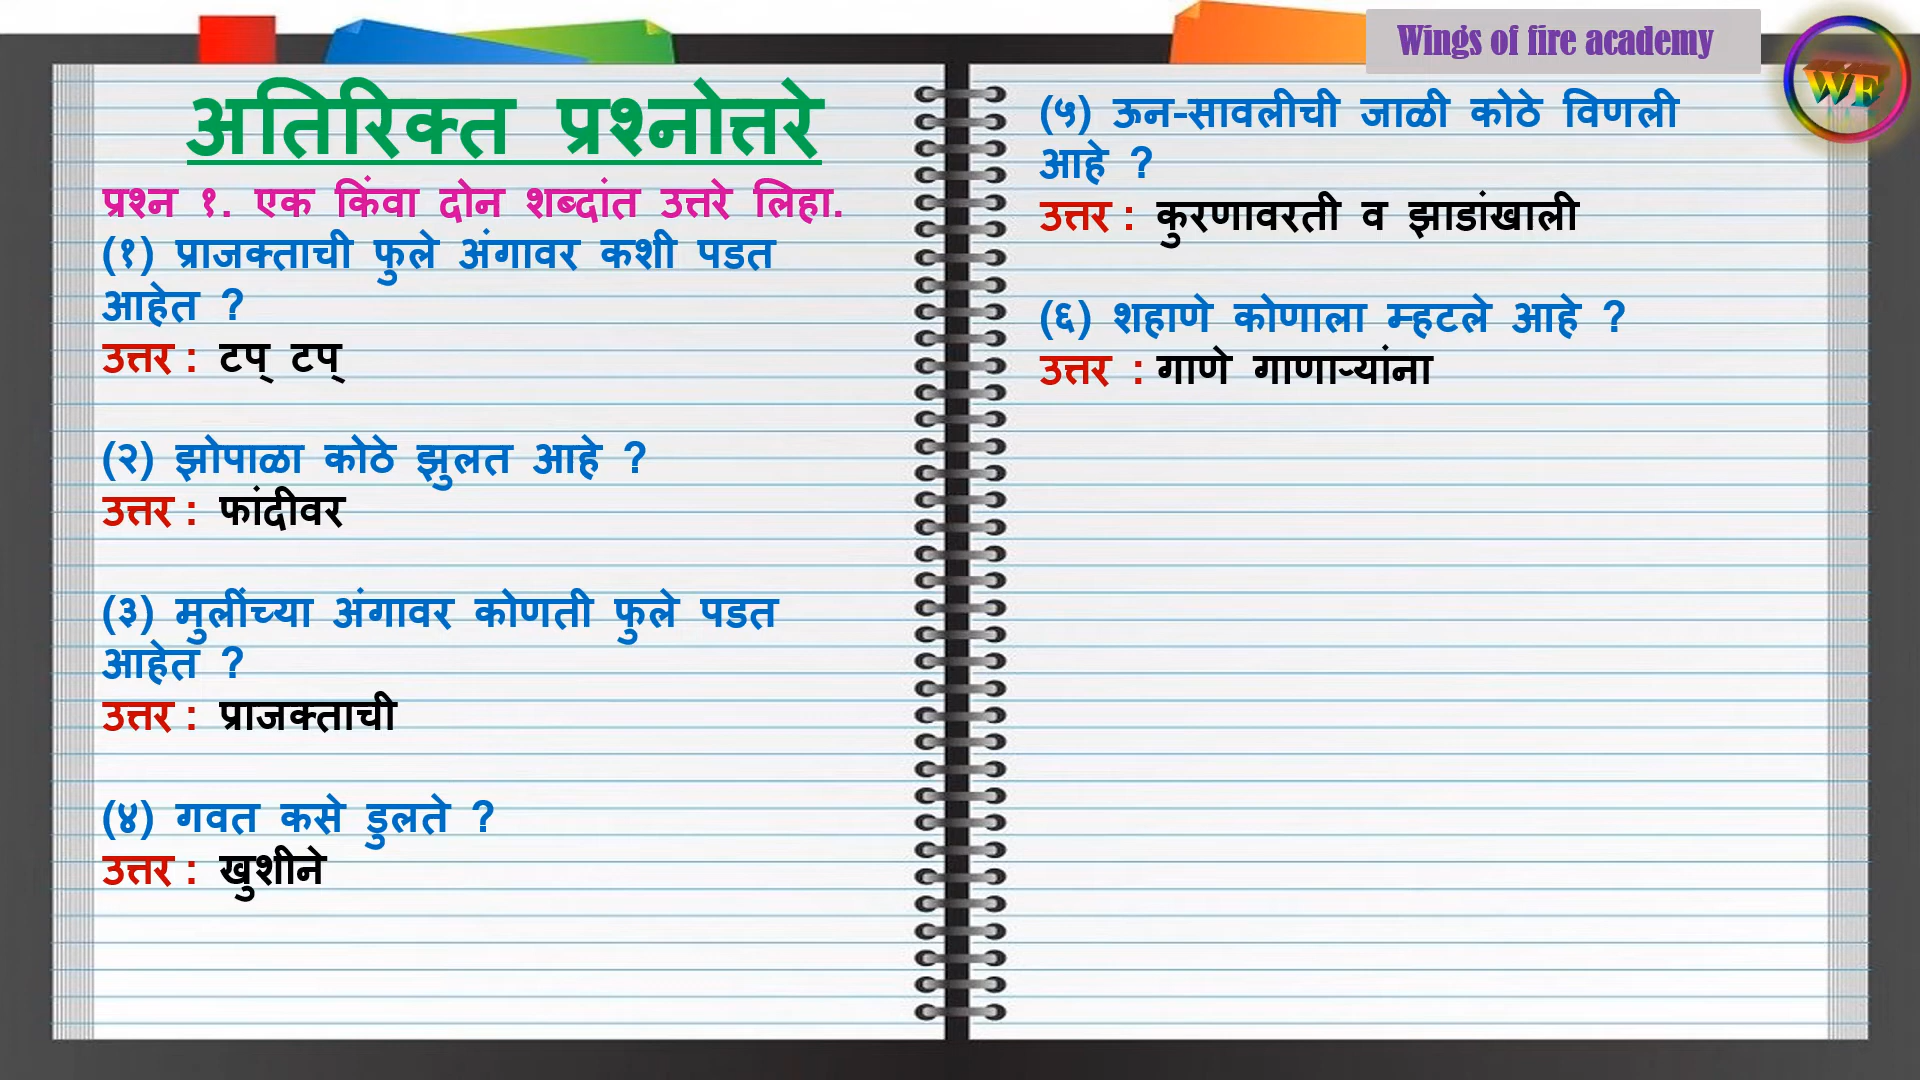 Wings of fire academy
WE
अतिरिक्त प्रश्नोत्तरे
प्रश्न १. एक किंवा दोन शब्दांत उत्तरे लिहा.
(१) प्राजक्ताची फुले अंगावर कशी पडत
आहेत ?
उत्तर : टप् टप्
(२) झोपाळा कोठे झुलत आहे ?
उत्तर : फांदीवर
(३) मुलींच्या अंगावर कोणती फुले पडत
आहेत ?
उत्तर : प्राजक्ताची
(४) गवत कसे डुलते ?
उत्तर : खुशीने
(५) ऊन-सावलीची जाळी कोठे विणली
आहे ?
उत्तर : कुरणावरती व झाडांखाली
(६) शहाणे कोणाला म्हटले आहे ?
उत्तर : गाणे गाणाऱ्यांना